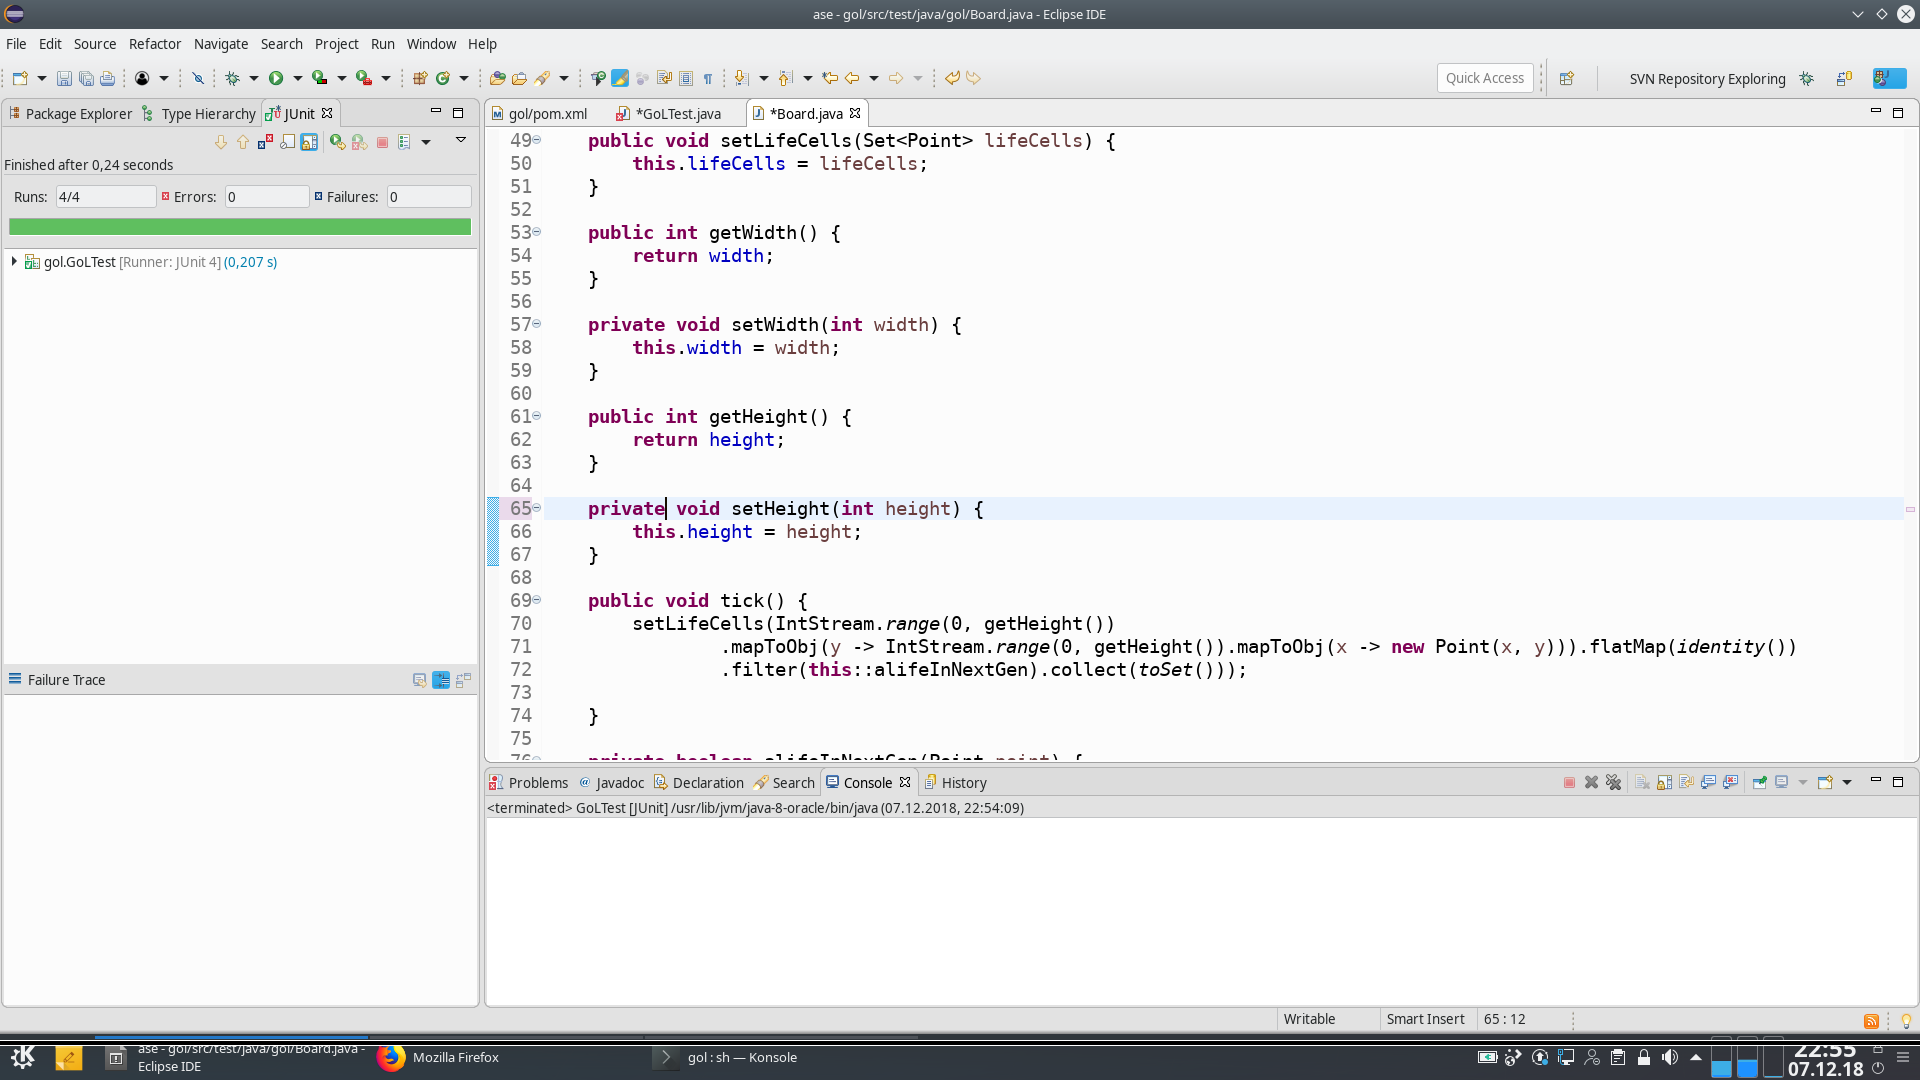 ase - gol/src/test/java/gol/Board.java - Eclipse IDE
File Edit Source Refactor Navigate Search Project Run Window Help
Quick Access
SVN Repository Exploring
Package Explorer Type Hierarchy JUnit
gol/pom.xml *GoLTest.java *Board.java
Finished after 0,24 seconds
Runs: 4/4 Errors: 0 Failures: 0
gol.GoLTest [Runner: JUnit 4] (0,207 s)
Failure Trace
49 public void setLifeCells(Set<Point> lifeCells) {
50 this.lifeCells = lifeCells;
51 }
52
53 public int getWidth() {
54 return width;
55 }
56
57 private void setWidth(int width) {
58 this.width = width;
59 }
60
61 public int getHeight() {
62 return height;
63 }
64
65 private void setHeight(int height) {
66 this.height = height;
67 }
68
69 public void tick() {
70 setLifeCells(IntStream.range(0, getHeight())
71 .mapToObj(y -> IntStream.range(0, getHeight()).mapToObj(x -> new Point(x, y))).flatMap(identity())
72 .filter(this::alifeInNextGen).collect(toSet()));
73
74 }
75
76 private boolean alifeInNextGen(Point point) {
Problems Javadoc Declaration Search Console History
<terminated> GoLTest [JUnit] /usr/lib/jvm/java-8-oracle/bin/java (07.12.2018, 22:54:09)
Writable Smart Insert 65 : 12
ase - gol/src/test/java/gol/Board.java -
Eclipse IDE
Mozilla Firefox
gol : sh — Konsole
22:55
07.12.18